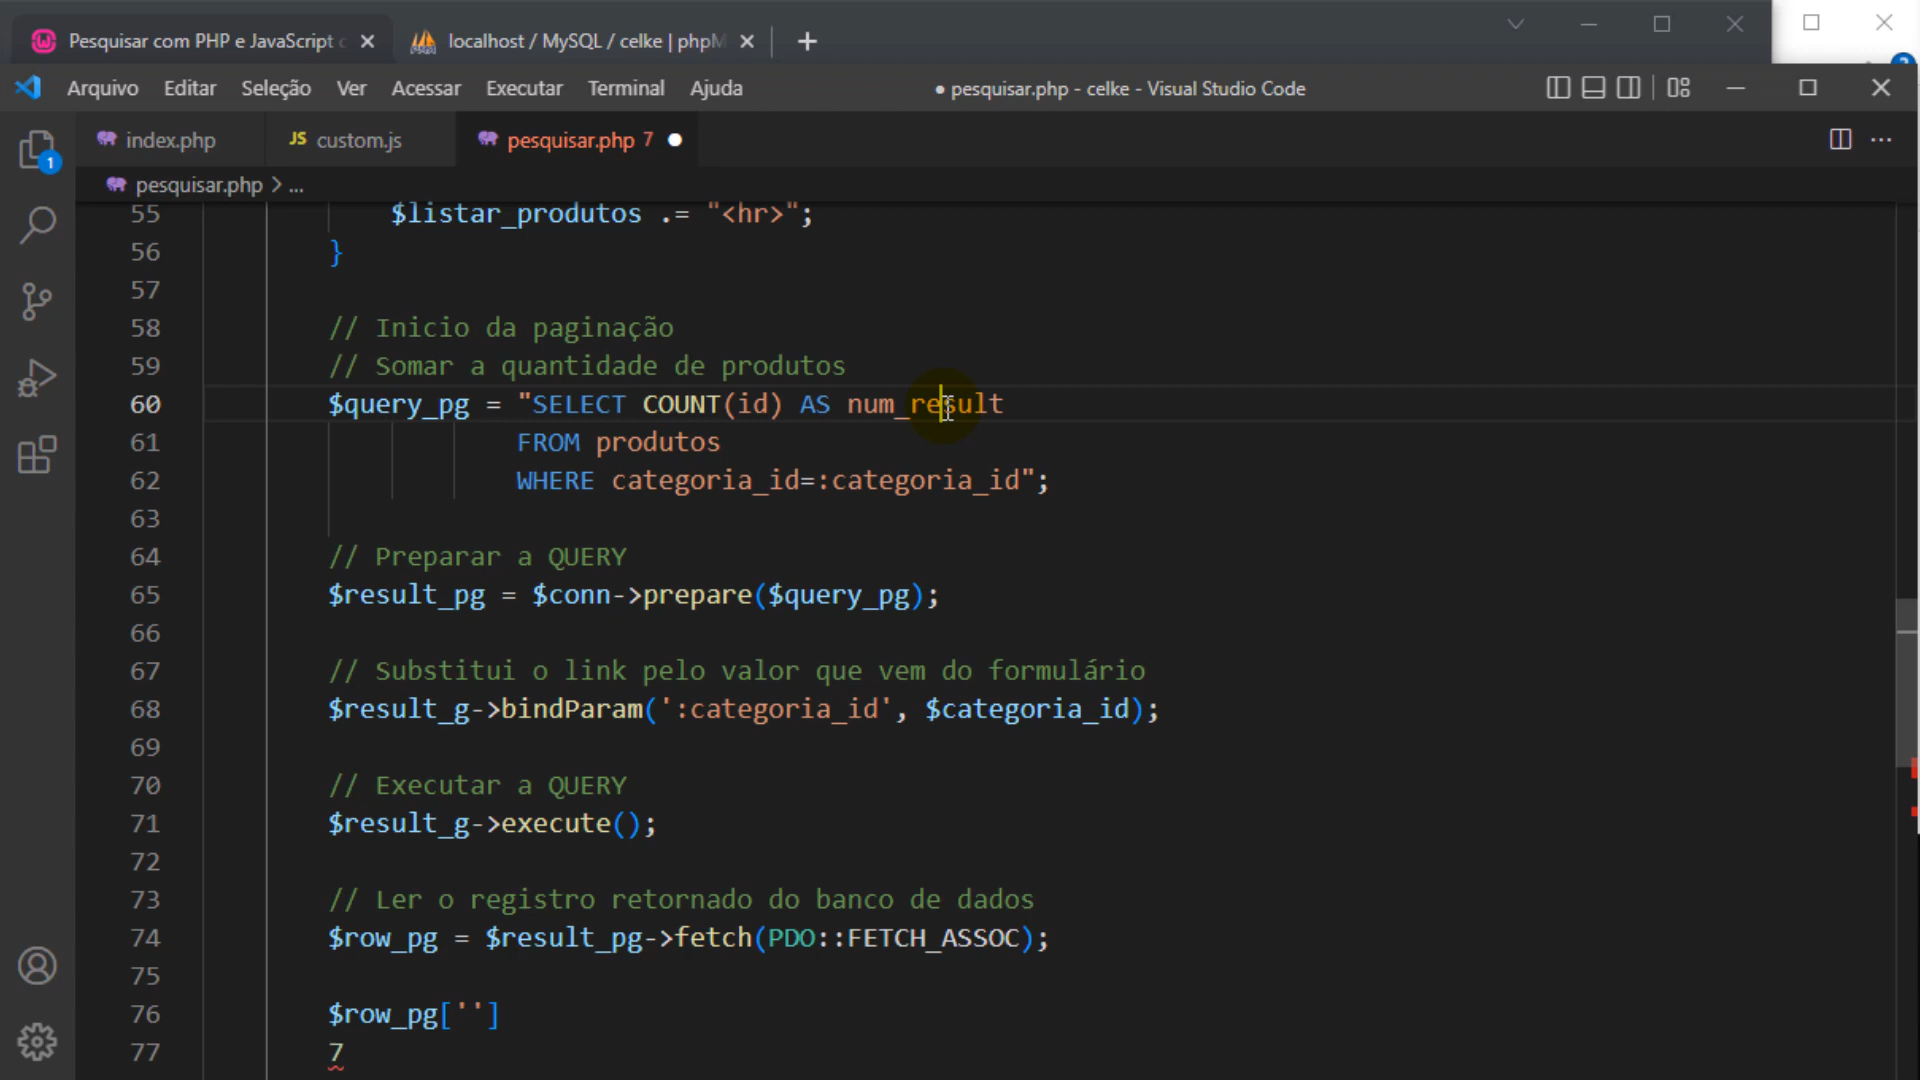 Pesquisar com PHP e JavaScript c
localhost / MySQL / celke | phpM
Arquivo Editar Seleção Ver Acessar Executar Terminal Ajuda
● pesquisar.php - celke - Visual Studio Code
1
index.php
JS custom.js
pesquisar.php 7
pesquisar.php > ...
55 $listar_produtos .= "<hr>";
56 }
57
58 // Inicio da paginação
59 // Somar a quantidade de produtos
60 $query_pg = "SELECT COUNT(id) AS num_result
61 FROM produtos
62 WHERE categoria_id=:categoria_id";
63
64 // Preparar a QUERY
65 $result_pg = $conn->prepare($query_pg);
66
67 // Substitui o link pelo valor que vem do formulário
68 $result_g->bindParam(':categoria_id', $categoria_id);
69
70 // Executar a QUERY
71 $result_g->execute();
72
73 // Ler o registro retornado do banco de dados
74 $row_pg = $result_pg->fetch(PDO::FETCH_ASSOC);
75
76 $row_pg['']
77 7